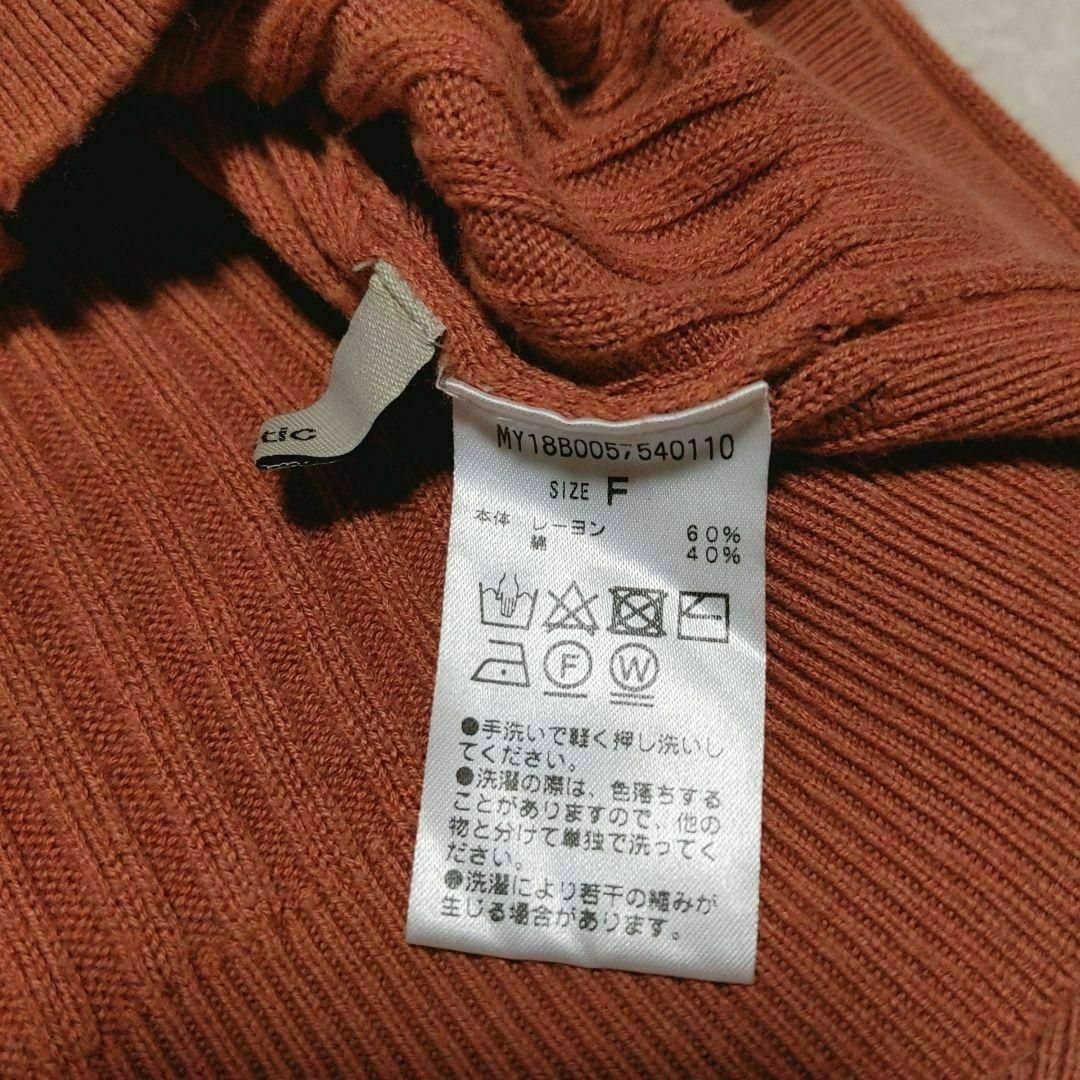 tic
MY18B0057540110
SIZE F
本体 レーヨン 60%
綿 40%
F W
●手洗いで軽く押し洗いし
てください。
●洗濯の際は、色落ちする
ことがありますので、他の
物と分けて単独で洗ってく
ださい。
●洗濯により若干の縮みが
生じる場合があります。